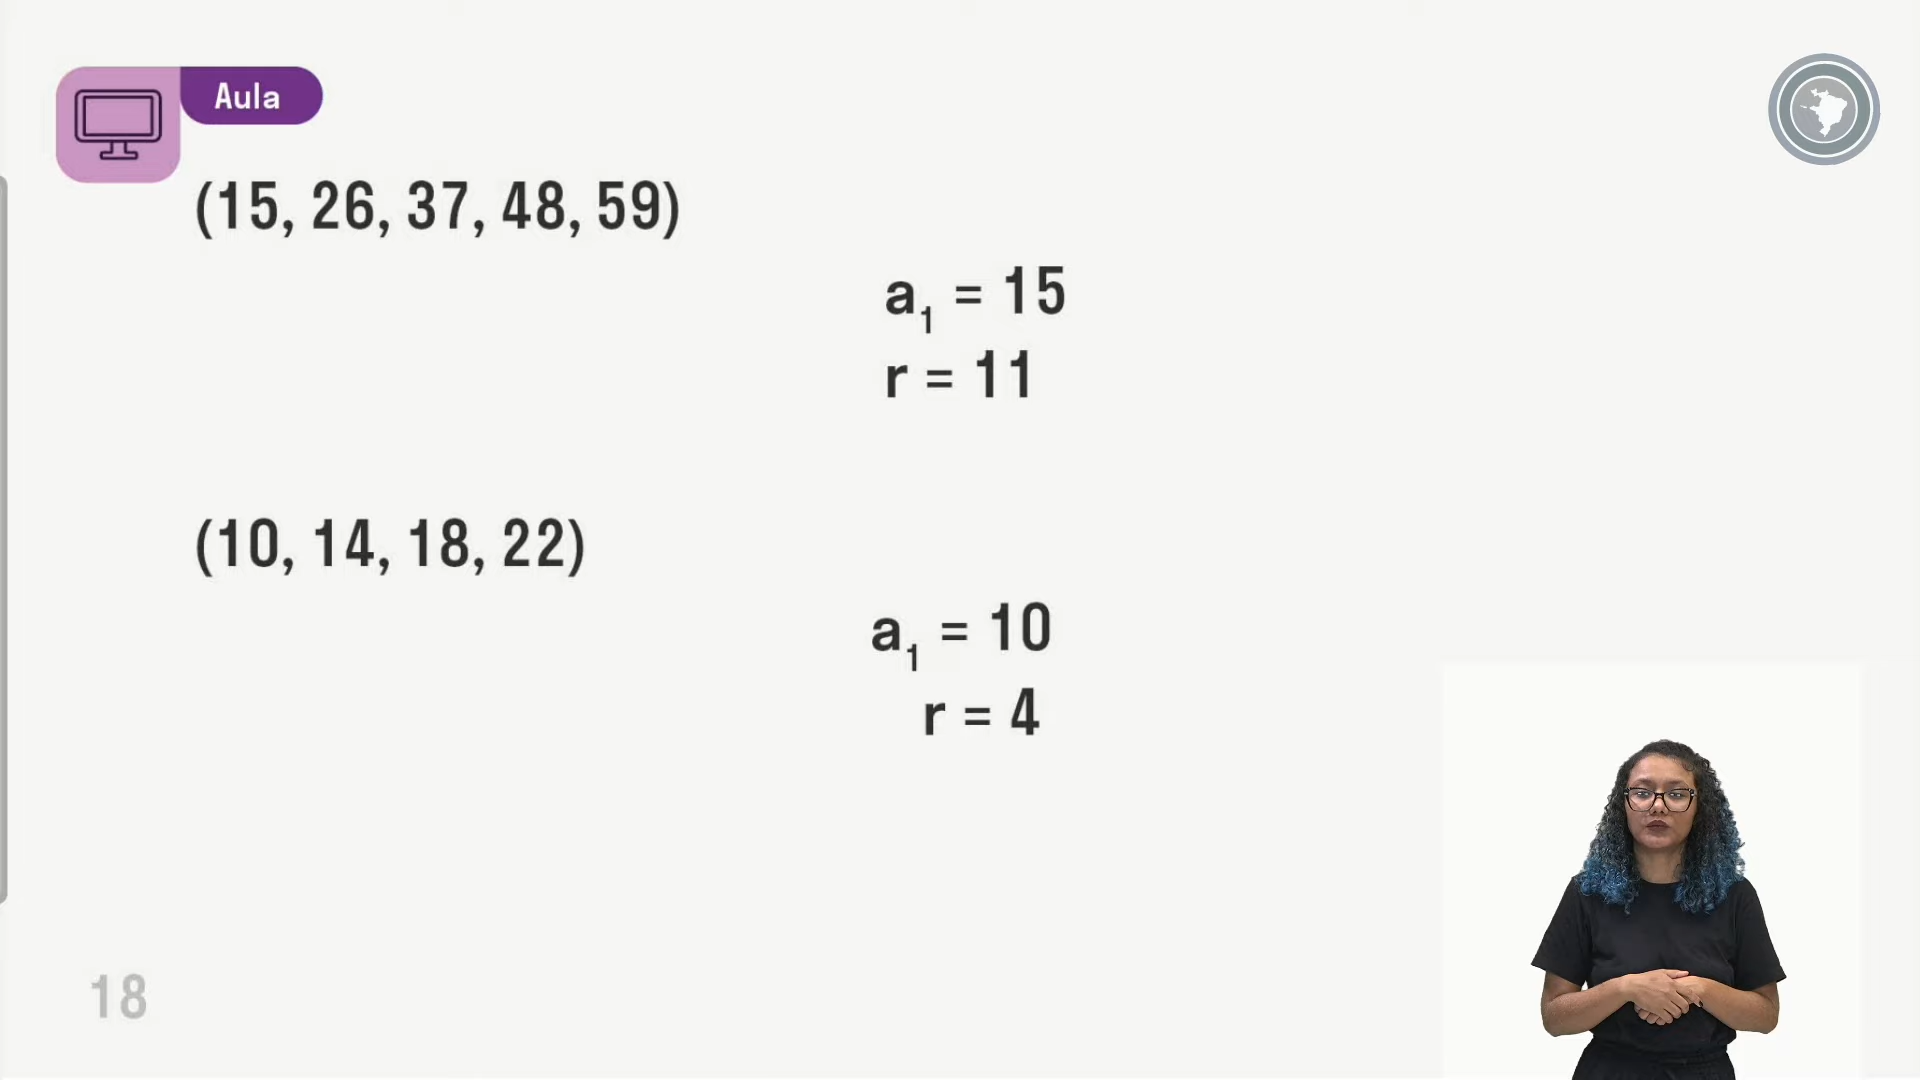 Aula
(15, 26, 37, 48, 59)
a₁ = 15
r = 11
(10, 14, 18, 22)
a₁ = 10
r = 4
18